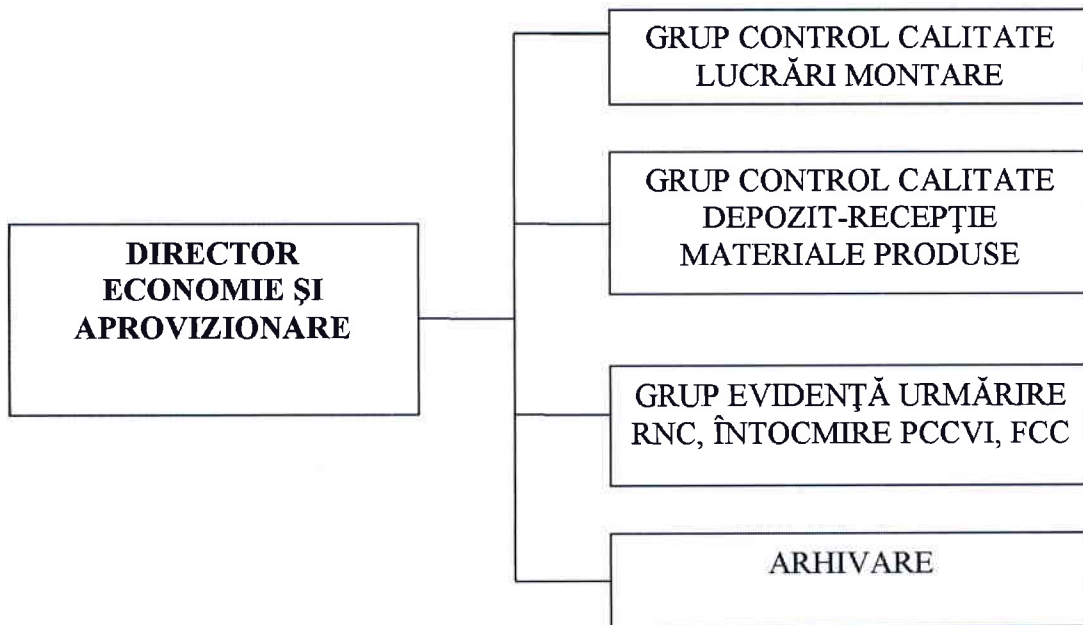 GRUP CONTROL CALITATE
LUCRĂRI MONTARE
GRUP CONTROL CALITATE
DEPOZIT-RECEPŢIE
MATERIALE PRODUSE
DIRECTOR
ECONOMIE ŞI
APROVIZIONARE
GRUP EVIDENŢĂ URMĂRIRE
RNC, ÎNTOCMIRE PCCVI, FCC
ARHIVARE